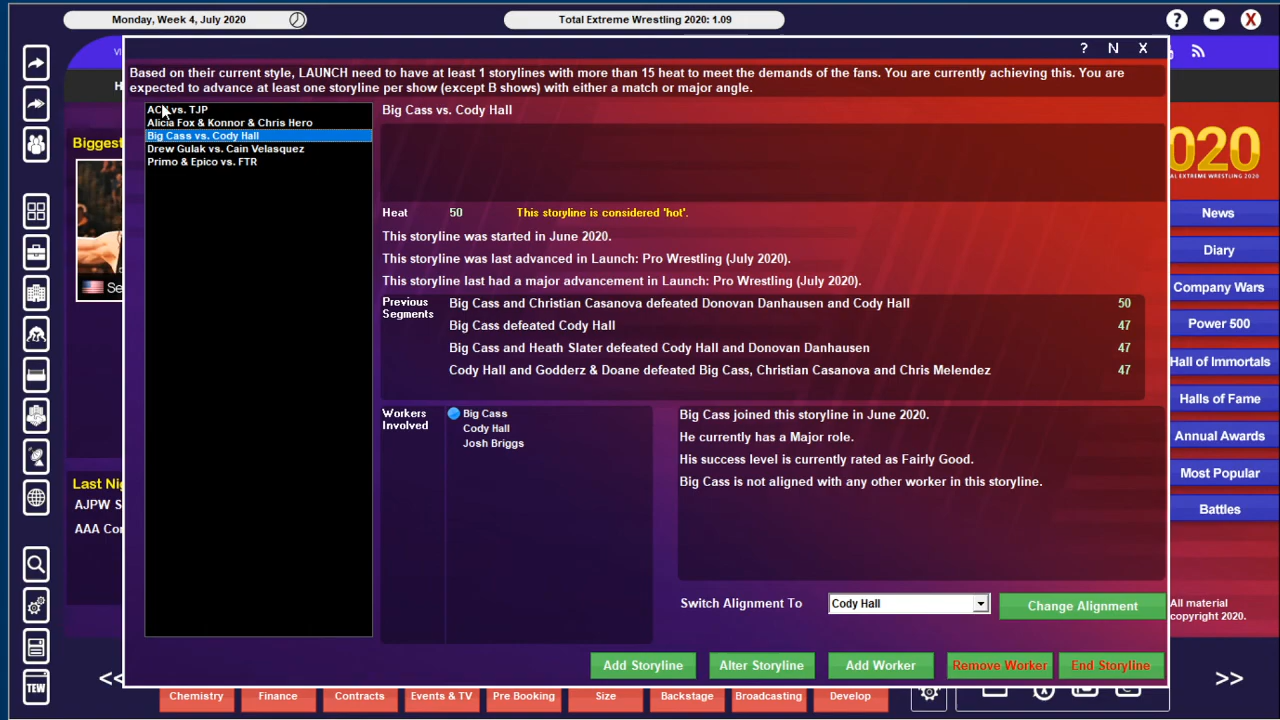 Monday, Week 4, July 2020
Total Extreme Wrestling 2020: 1.09
? X
? N X
Based on their current style, LAUNCH need to have at least 1 storylines with more than 15 heat to meet the demands of the fans. You are currently achieving this. You are
expected to advance at least one storyline per show (except B shows) with either a match or major angle.
vs. TJP
Alicia Fox & Konnor & Chris Hero
Big Cass vs. Cody Hall
Drew Gulak vs. Cain Velasquez
Primo & Epico vs. FTR
Big Cass vs. Cody Hall
Biggest
020
AL EXTREME WRESTLING 2020
Heat 50 This storyline is considered 'hot'.
This storyline was started in June 2020.
This storyline was last advanced in Launch: Pro Wrestling (July 2020).
This storyline last had a major advancement in Launch: Pro Wrestling (July 2020).
Previous
Segments
Big Cass and Christian Casanova defeated Donovan Danhausen and Cody Hall 50
Big Cass defeated Cody Hall 47
Big Cass and Heath Slater defeated Cody Hall and Donovan Danhausen 47
Cody Hall and Godderz & Doane defeated Big Cass, Christian Casanova and Chris Melendez 47
Workers
Involved
Big Cass
Cody Hall
Josh Briggs
Big Cass joined this storyline in June 2020.
He currently has a Major role.
His success level is currently rated as Fairly Good.
Big Cass is not aligned with any other worker in this storyline.
Switch Alignment To Cody Hall Change Alignment
Add Storyline Alter Storyline Add Worker Remove Worker End Storyline
Se
Last Nig
AJPW S
AAA Cor
News
Diary
Company Wars
Power 500
Hall of Immortals
Halls of Fame
Annual Awards
Most Popular
Battles
All material
copyright 2020.
TEW
<< >>
Chemistry Finance Contracts Events & TV Pre Booking Size Backstage Broadcasting Develop